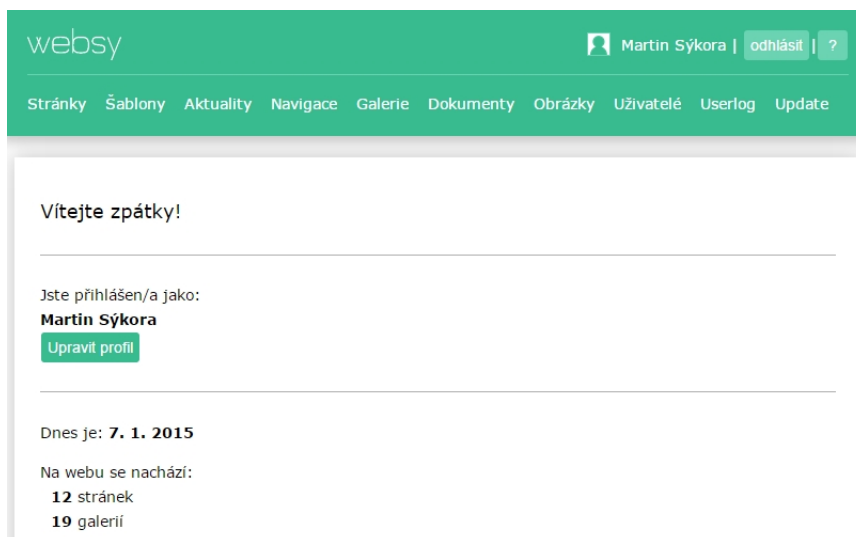 websy
Martin Sýkora | odhlásit | ?
Stránky Šablony Aktuality Navigace Galerie Dokumenty Obrázky Uživatelé Userlog Update
Vítejte zpátky!
Jste přihlášen/a jako:
Martin Sýkora
Upravit profil
Dnes je: 7. 1. 2015
Na webu se nachází:
12 stránek
19 galerií